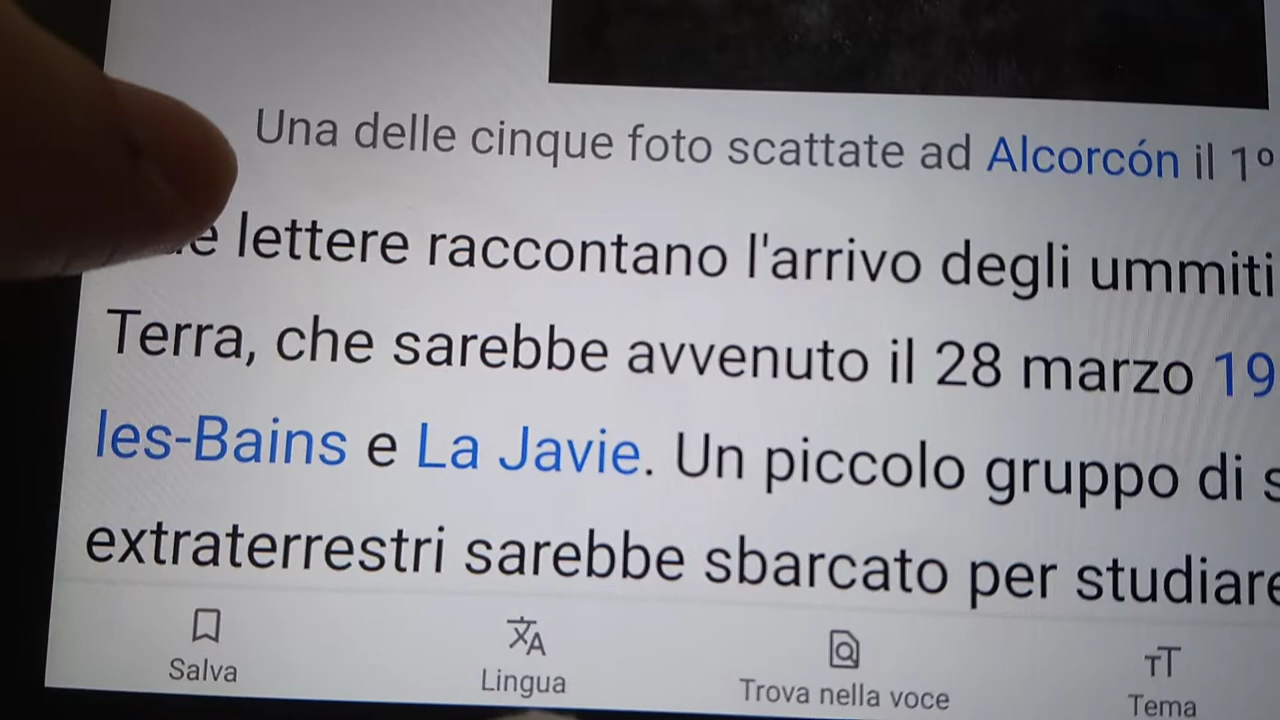 Una delle cinque foto scattate ad Alcorcón il 1º
lettere raccontano l'arrivo degli ummiti
Terra, che sarebbe avvenuto il 28 marzo 19
les-Bains e La Javie. Un piccolo gruppo di s
extraterrestri sarebbe sbarcato per studiare
Salva
Lingua
Trova nella voce
Tema